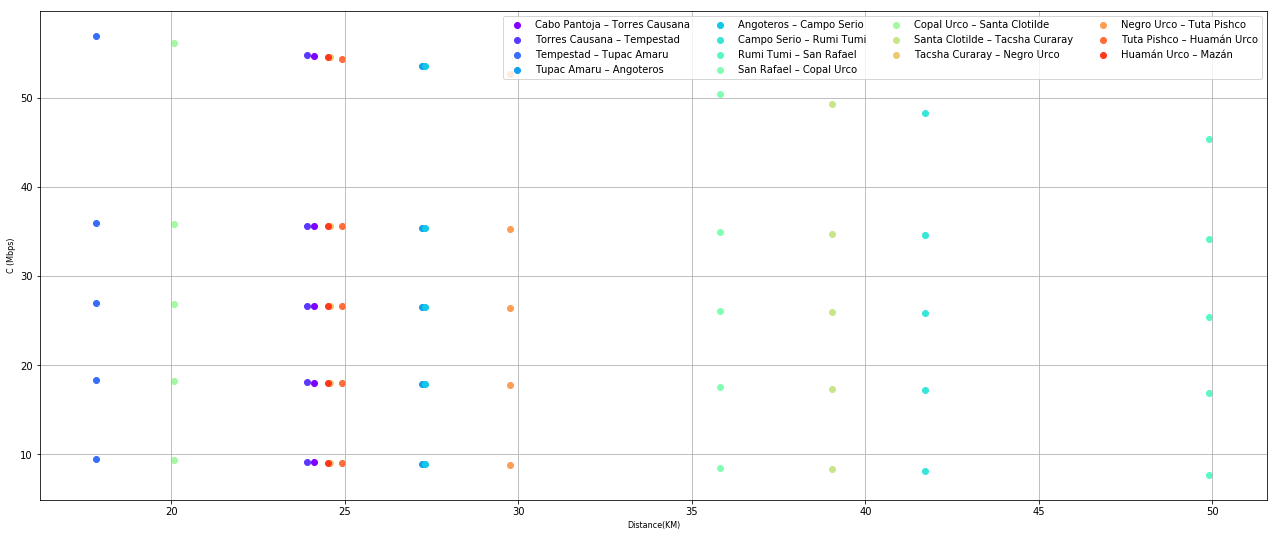 Cabo Pantoja – Torres Causana
Torres Causana – Tempestad
Tempestad – Tupac Amaru
Tupac Amaru – Angoteros
Angoteros – Campo Serio
Campo Serio – Rumi Tumi
Rumi Tumi – San Rafael
San Rafael – Copal Urco
Copal Urco – Santa Clotilde
Santa Clotilde – Tacsha Curaray
Tacsha Curaray – Negro Urco
Negro Urco – Tuta Pishco
Tuta Pishco – Huamán Urco
Huamán Urco – Mazán
50
40
30
20
10
C (Mbps)
20
25
30
35
40
45
50
Distance(KM)